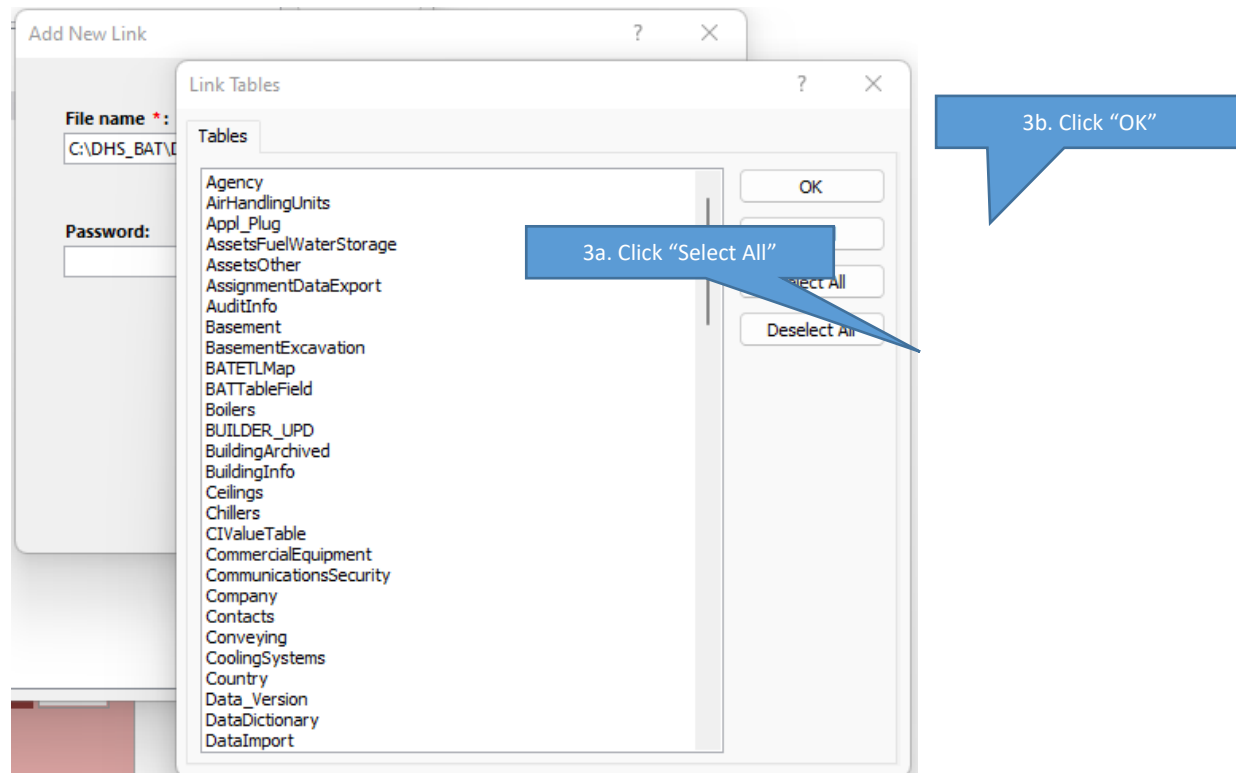 Add New Link
?
Link Tables
?
File name *:
C:\DHS_BAT\
Tables
3b. Click “OK”
Agency
AirHandlingUnits
Appl_Plug
AssetsFuelWaterStorage
AssetsOther
AssignmentDataExport
AuditInfo
Basement
BasementExcavation
BATETLMap
BATTableField
Boilers
BUILDER_UPD
BuildingArchived
BuildingInfo
Ceilings
Chillers
CIValueTable
CommercialEquipment
CommunicationsSecurity
Company
Contacts
Conveying
CoolingSystems
Country
Data_Version
DataDictionary
DataImport
OK
3a. Click “Select All”
All
Deselect All
Password: